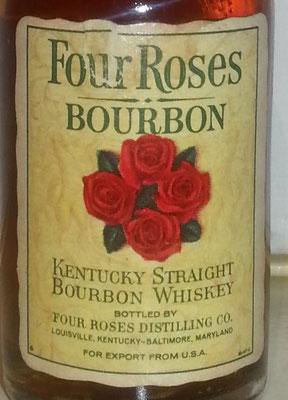 Four Roses
BOURBON
KENTUCKY STRAIGHT
BOURBON WHISKEY
BOTTLED BY
FOUR ROSES DISTILLING CO.
LOUISVILLE, KENTUCKY-BALTIMORE, MARYLAND
FOR EXPORT FROM U.S.A.